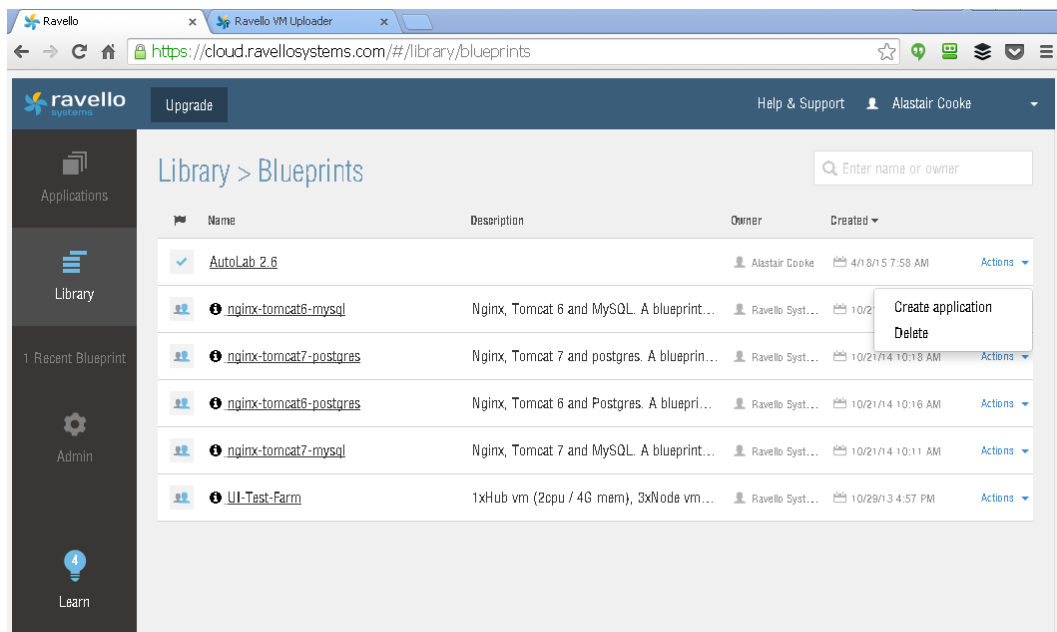 Ravello
Ravello VM Uploader
https://cloud.ravellosystems.com/#/library/blueprints
ravello
systems
Upgrade
Help & Support
Alastair Cooke
Applications
Library
1 Recent Blueprint
Admin
4
Learn
Library > Blueprints
Enter name or owner
Name Description Owner Created
AutoLab 2.6 Alastair Cooke 4/18/15 7:58 AM Actions
nginx-tomcat6-mysql Nginx, Tomcat 6 and MySQL. A blueprint... Ravello Syst... 10/2
Create application
Delete
nginx-tomcat7-postgres Nginx, Tomcat 7 and postgres. A blueprin... Ravello Syst... 10/21/14 10:18 AM Actions
nginx-tomcat6-postgres Nginx, Tomcat 6 and Postgres. A bluepri... Ravello Syst... 10/21/14 10:16 AM Actions
nginx-tomcat7-mysql Nginx, Tomcat 7 and MySQL. A blueprint... Ravello Syst... 10/21/14 10:11 AM Actions
UI-Test-Farm 1xHub vm (2cpu / 4G mem), 3xNode vm... Ravello Syst... 10/29/13 4:57 PM Actions